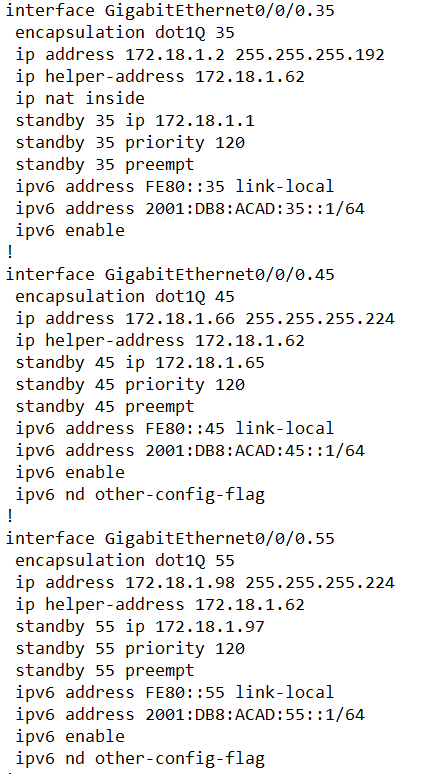 interface GigabitEthernet0/0/0.35
 encapsulation dot1Q 35
 ip address 172.18.1.2 255.255.255.192
 ip helper-address 172.18.1.62
 ip nat inside
 standby 35 ip 172.18.1.1
 standby 35 priority 120
 standby 35 preempt
 ipv6 address FE80::35 link-local
 ipv6 address 2001:DB8:ACAD:35::1/64
 ipv6 enable
!
interface GigabitEthernet0/0/0.45
 encapsulation dot1Q 45
 ip address 172.18.1.66 255.255.255.224
 ip helper-address 172.18.1.62
 standby 45 ip 172.18.1.65
 standby 45 priority 120
 standby 45 preempt
 ipv6 address FE80::45 link-local
 ipv6 address 2001:DB8:ACAD:45::1/64
 ipv6 enable
 ipv6 nd other-config-flag
!
interface GigabitEthernet0/0/0.55
 encapsulation dot1Q 55
 ip address 172.18.1.98 255.255.255.224
 ip helper-address 172.18.1.62
 standby 55 ip 172.18.1.97
 standby 55 priority 120
 standby 55 preempt
 ipv6 address FE80::55 link-local
 ipv6 address 2001:DB8:ACAD:55::1/64
 ipv6 enable
 ipv6 nd other-config-flag